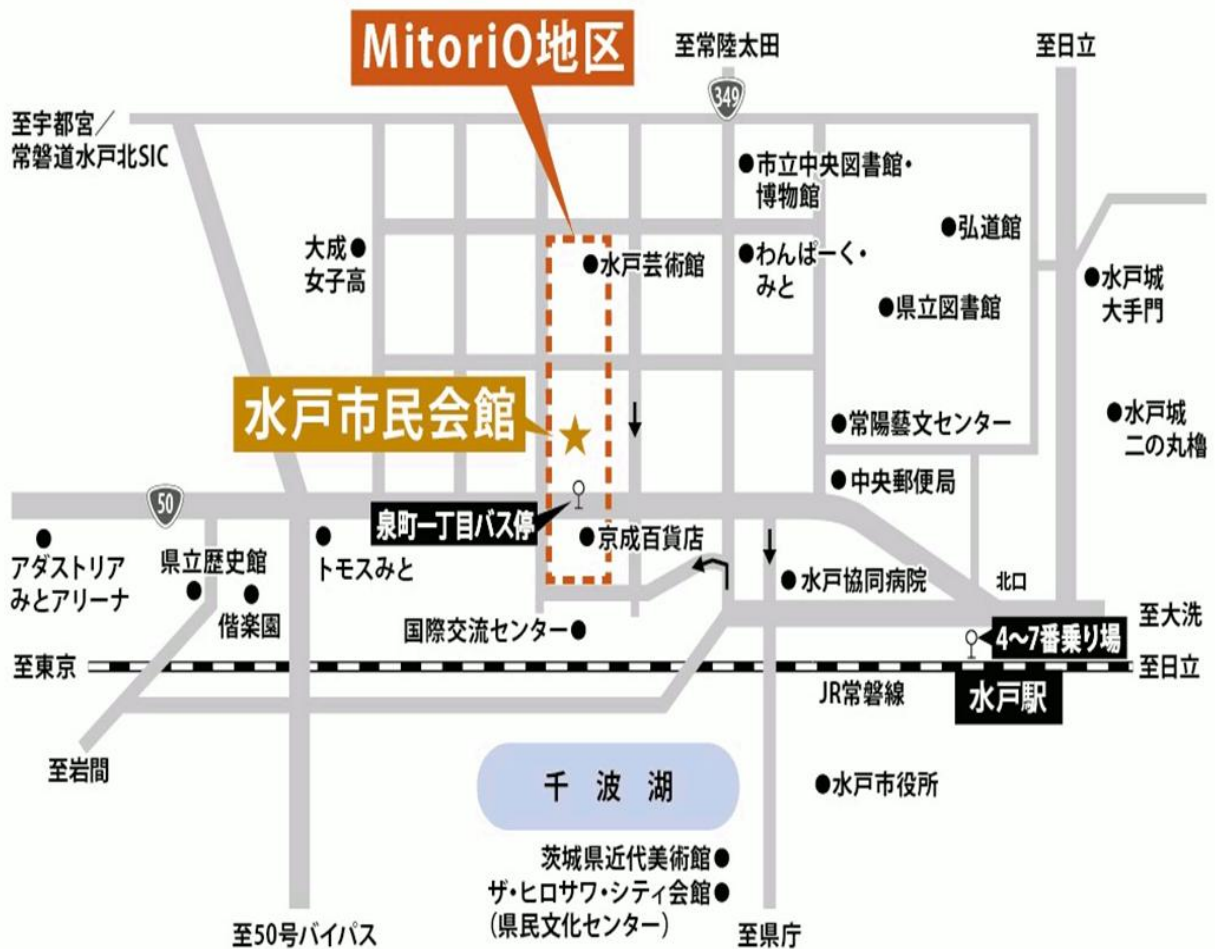 MitoriO地区
至常陸太田
至日立
349
至宇都宮／
常磐道水戸北SIC
市立中央図書館・
博物館
弘道館
大成
女子高
水戸芸術館
わんぱーく・
みと
水戸城
大手門
県立図書館
水戸市民会館
常陽藝文センター
水戸城
二の丸櫓
中央郵便局
50
泉町一丁目バス停
京成百貨店
アダストリア
みとアリーナ
県立歴史館
トモスみと
偕楽園
水戸協同病院
北口
国際交流センター
至大洗
4～7番乗り場
至東京
至日立
JR常磐線
水戸駅
至岩間
千波湖
水戸市役所
茨城県近代美術館
ザ・ヒロサワ・シティ会館
（県民文化センター）
至50号バイパス
至県庁